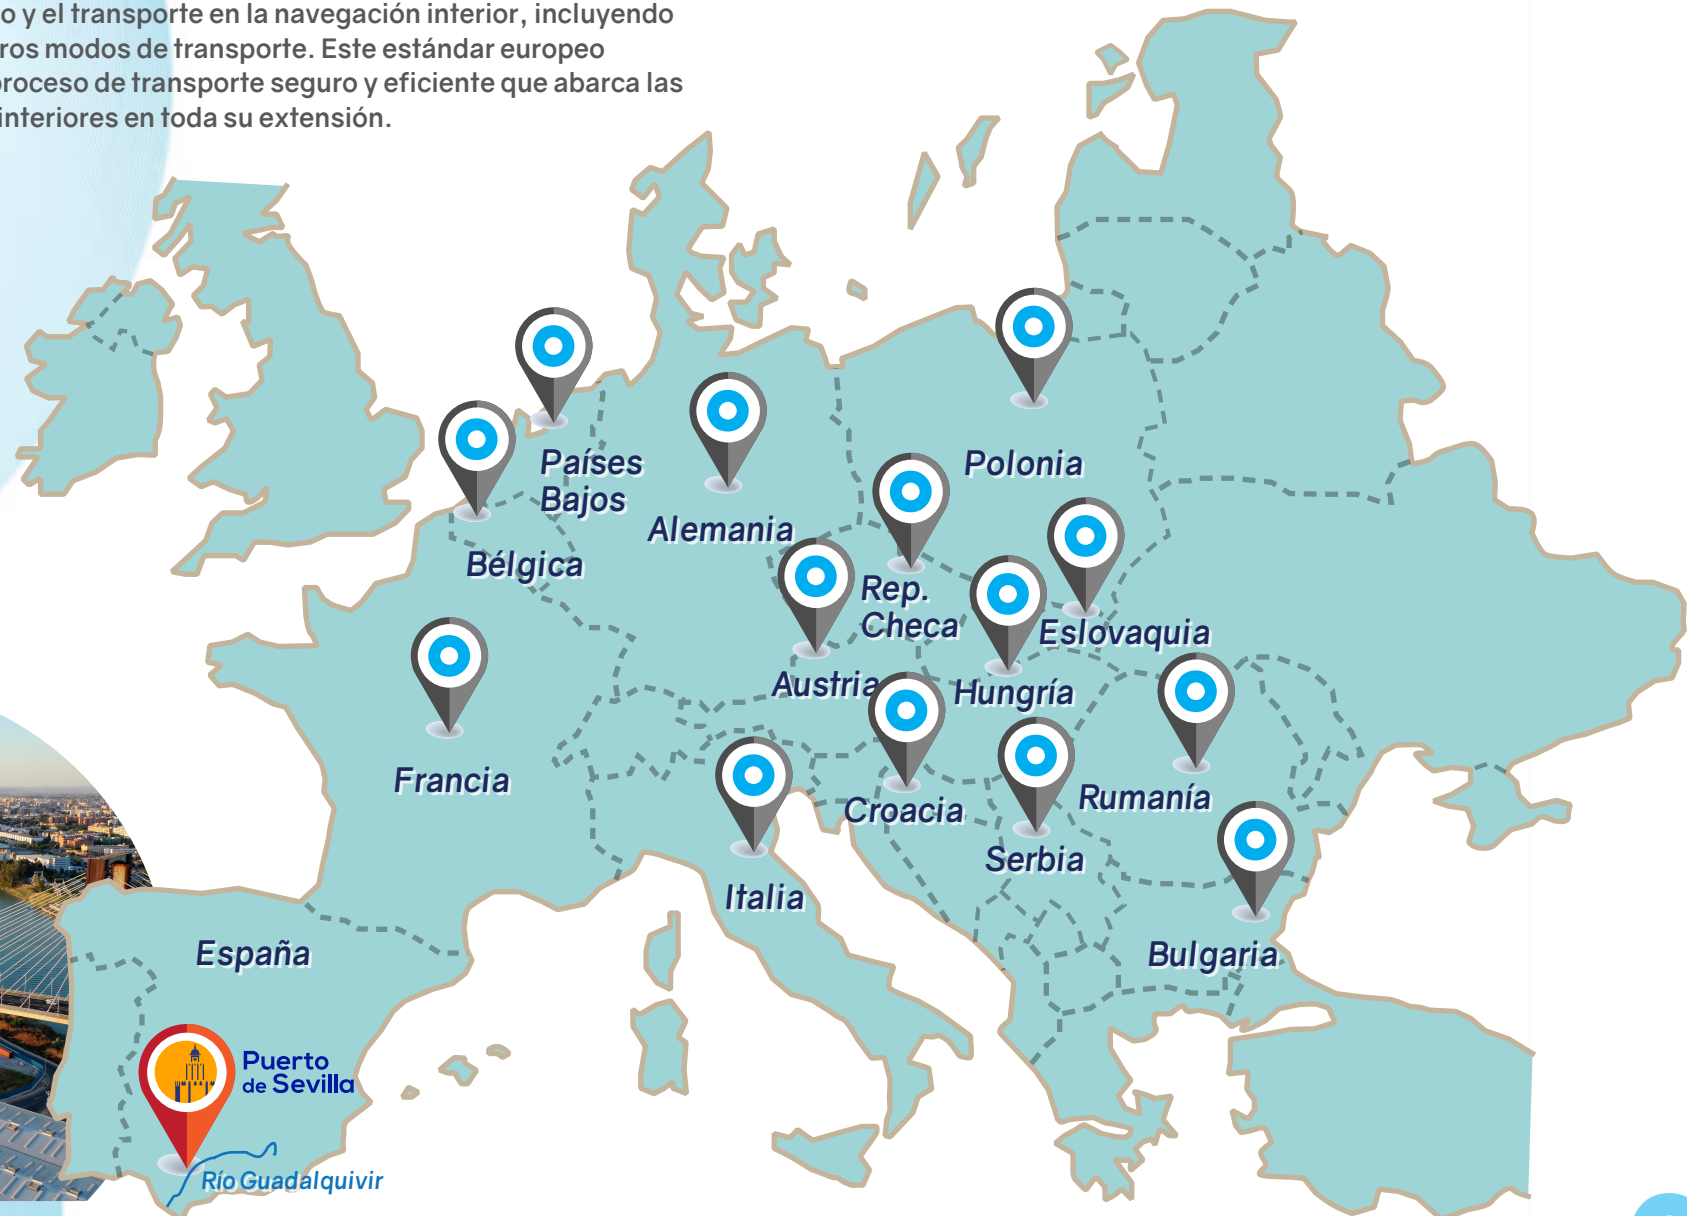 o y el transporte en la navegación interior, incluyendo
ros modos de transporte. Este estándar europeo
proceso de transporte seguro y eficiente que abarca las
interiores en toda su extensión.
Países
Bajos
Polonia
Alemania
Bélgica
Rep.
Checa
Eslovaquia
Austria
Hungría
Francia
Rumanía
Croacia
Serbia
Italia
España
Bulgaria
Puerto
de Sevilla
Río Guadalquivir